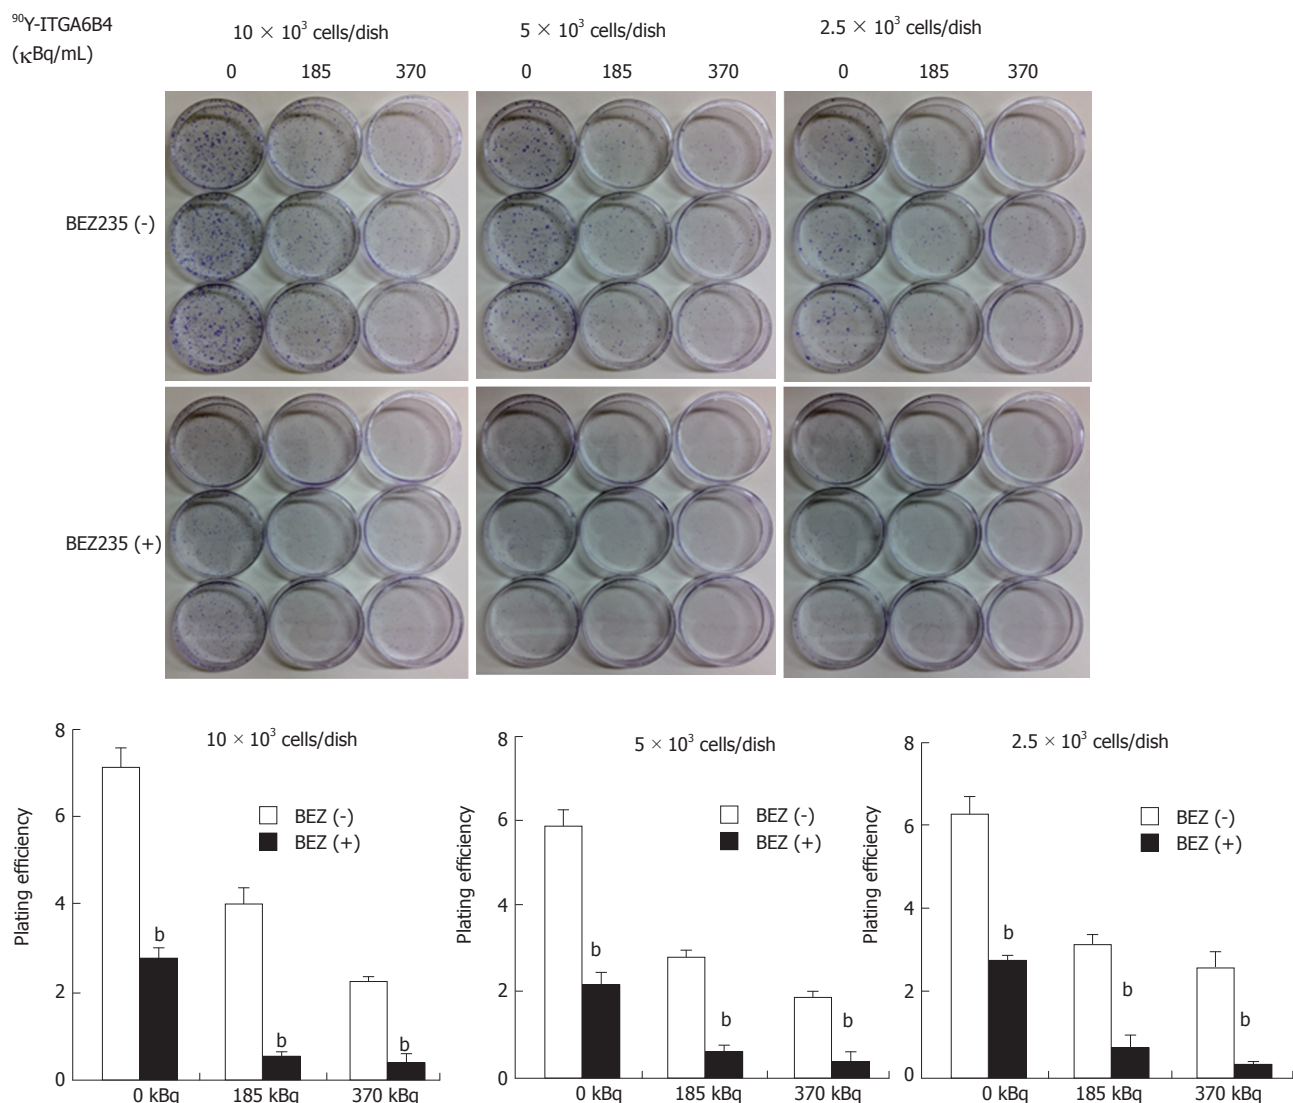 ⁹⁰Y-ITGA6B4
(κBq/mL)
10 × 10³ cells/dish
5 × 10³ cells/dish
2.5 × 10³ cells/dish
0 185 370
0 185 370
0 185 370
BEZ235 (-)
BEZ235 (+)
10 × 10³ cells/dish
Plating efficiency
8
6
4
2
0
BEZ (-)
BEZ (+)
b
b
b
0 kBq 185 kBq 370 kBq
5 × 10³ cells/dish
Plating efficiency
8
6
4
2
0
BEZ (-)
BEZ (+)
b
b
b
0 kBq 185 kBq 370 kBq
2.5 × 10³ cells/dish
Plating efficiency
8
6
4
2
0
BEZ (-)
BEZ (+)
b
b
b
0 kBq 185 kBq 370 kBq